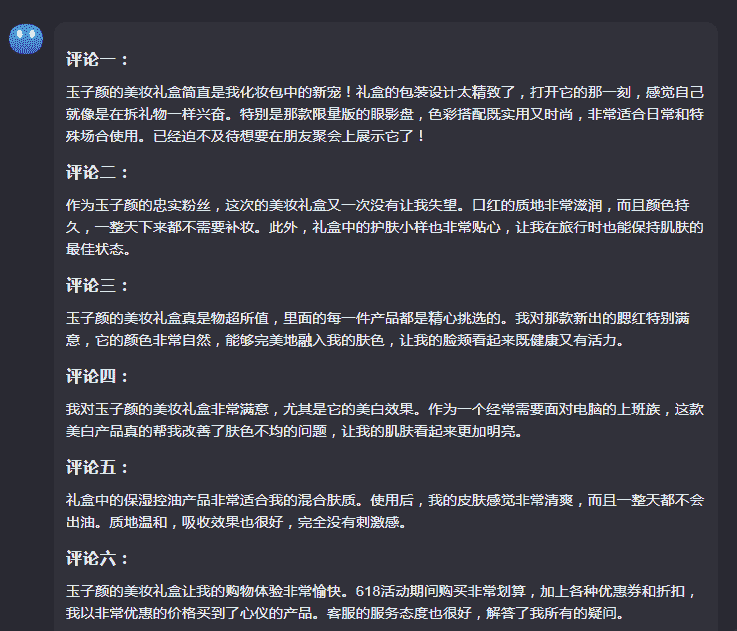 评论一：
玉子颜的美妆礼盒简直是我化妆包中的新宠！礼盒的包装设计太精致了，打开它的那一刻，感觉自己
就像是在拆礼物一样兴奋。特别是那款限量版的眼影盘，色彩搭配既实用又时尚，非常适合日常和特
殊场合使用。已经迫不及待想要在朋友聚会上展示它了！
评论二：
作为玉子颜的忠实粉丝，这次的美妆礼盒又一次没有让我失望。口红的质地非常滋润，而且颜色持
久，一整天下来都不需要补妆。此外，礼盒中的护肤小样也非常贴心，让我在旅行时也能保持肌肤的
最佳状态。
评论三：
玉子颜的美妆礼盒真是物超所值，里面的每一件产品都是精心挑选的。我对那款新出的腮红特别满
意，它的颜色非常自然，能够完美地融入我的肤色，让我的脸颊看起来既健康又有活力。
评论四：
我对玉子颜的美妆礼盒非常满意，尤其是它的美白效果。作为一个经常需要面对电脑的上班族，这款
美白产品真的帮我改善了肤色不均的问题，让我的肌肤看起来更加明亮。
评论五：
礼盒中的保湿控油产品非常适合我的混合肤质。使用后，我的皮肤感觉非常清爽，而且一整天都不会
出油。质地温和，吸收效果也很好，完全没有刺激感。
评论六：
玉子颜的美妆礼盒让我的购物体验非常愉快。618活动期间购买非常划算，加上各种优惠券和折扣，
我以非常优惠的价格买到了心仪的产品。客服的服务态度也很好，解答了我所有的疑问。